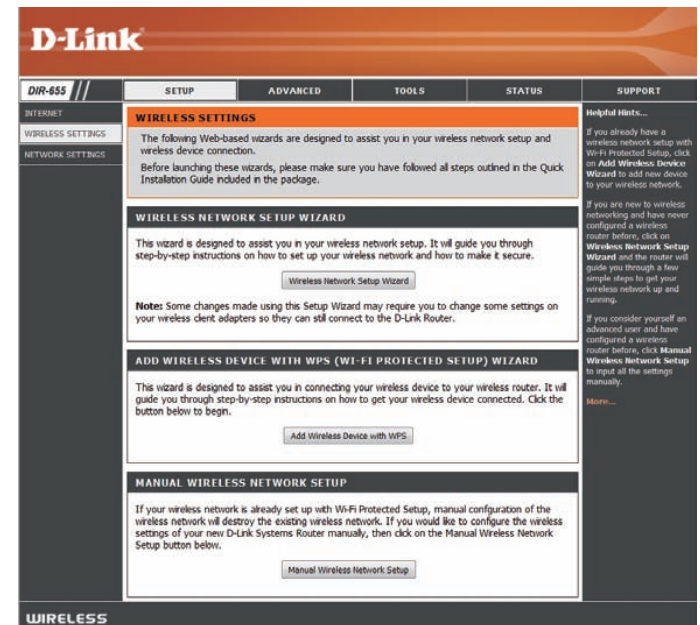 D-Link
DIR-655 //
SETUP
ADVANCED
TOOLS
STATUS
SUPPORT
INTERNET
WIRELESS SETTINGS
NETWORK SETTINGS
WIRELESS SETTINGS
The following Web-based wizards are designed to assist you in your wireless network setup and
wireless device connection.
Before launching these wizards, please make sure you have followed all steps outlined in the Quick
Installation Guide included in the package.
WIRELESS NETWORK SETUP WIZARD
This wizard is designed to assist you in your wireless network setup. It will guide you through
step-by-step instructions on how to set up your wireless network and how to make it secure.
Wireless Network Setup Wizard
Note: Some changes made using this Setup Wizard may require you to change some settings on
your wireless client adapters so they can still connect to the D-Link Router.
ADD WIRELESS DEVICE WITH WPS (WI-FI PROTECTED SETUP) WIZARD
This wizard is designed to assist you in connecting your wireless device to your wireless router. It will
guide you through step-by-step instructions on how to get your wireless device connected. Click the
button below to begin.
Add Wireless Device with WPS
MANUAL WIRELESS NETWORK SETUP
If your wireless network is already set up with Wi-Fi Protected Setup, manual confguration of the
wireless network will destroy the existing wireless network. If you would like to configure the wireless
settings of your new D-Link Systems Router manually, then click on the Manual Wireless Network
Setup button below.
Manual Wireless Network Setup
Helpful Hints...
If you already have a
wireless network setup with
Wi-Fi Protected Setup, click
on Add Wireless Device
Wizard to add new device
to your wireless network.
If you are new to wireless
networking and have never
configured a wireless
router before, click on
Wireless Network Setup
Wizard and the router will
guide you through a few
simple steps to get your
wireless network up and
running.
If you consider yourself an
advanced user and have
configured a wireless
router before, click Manual
Wireless Network Setup
to input all the settings
manually.
More...
WIRELESS